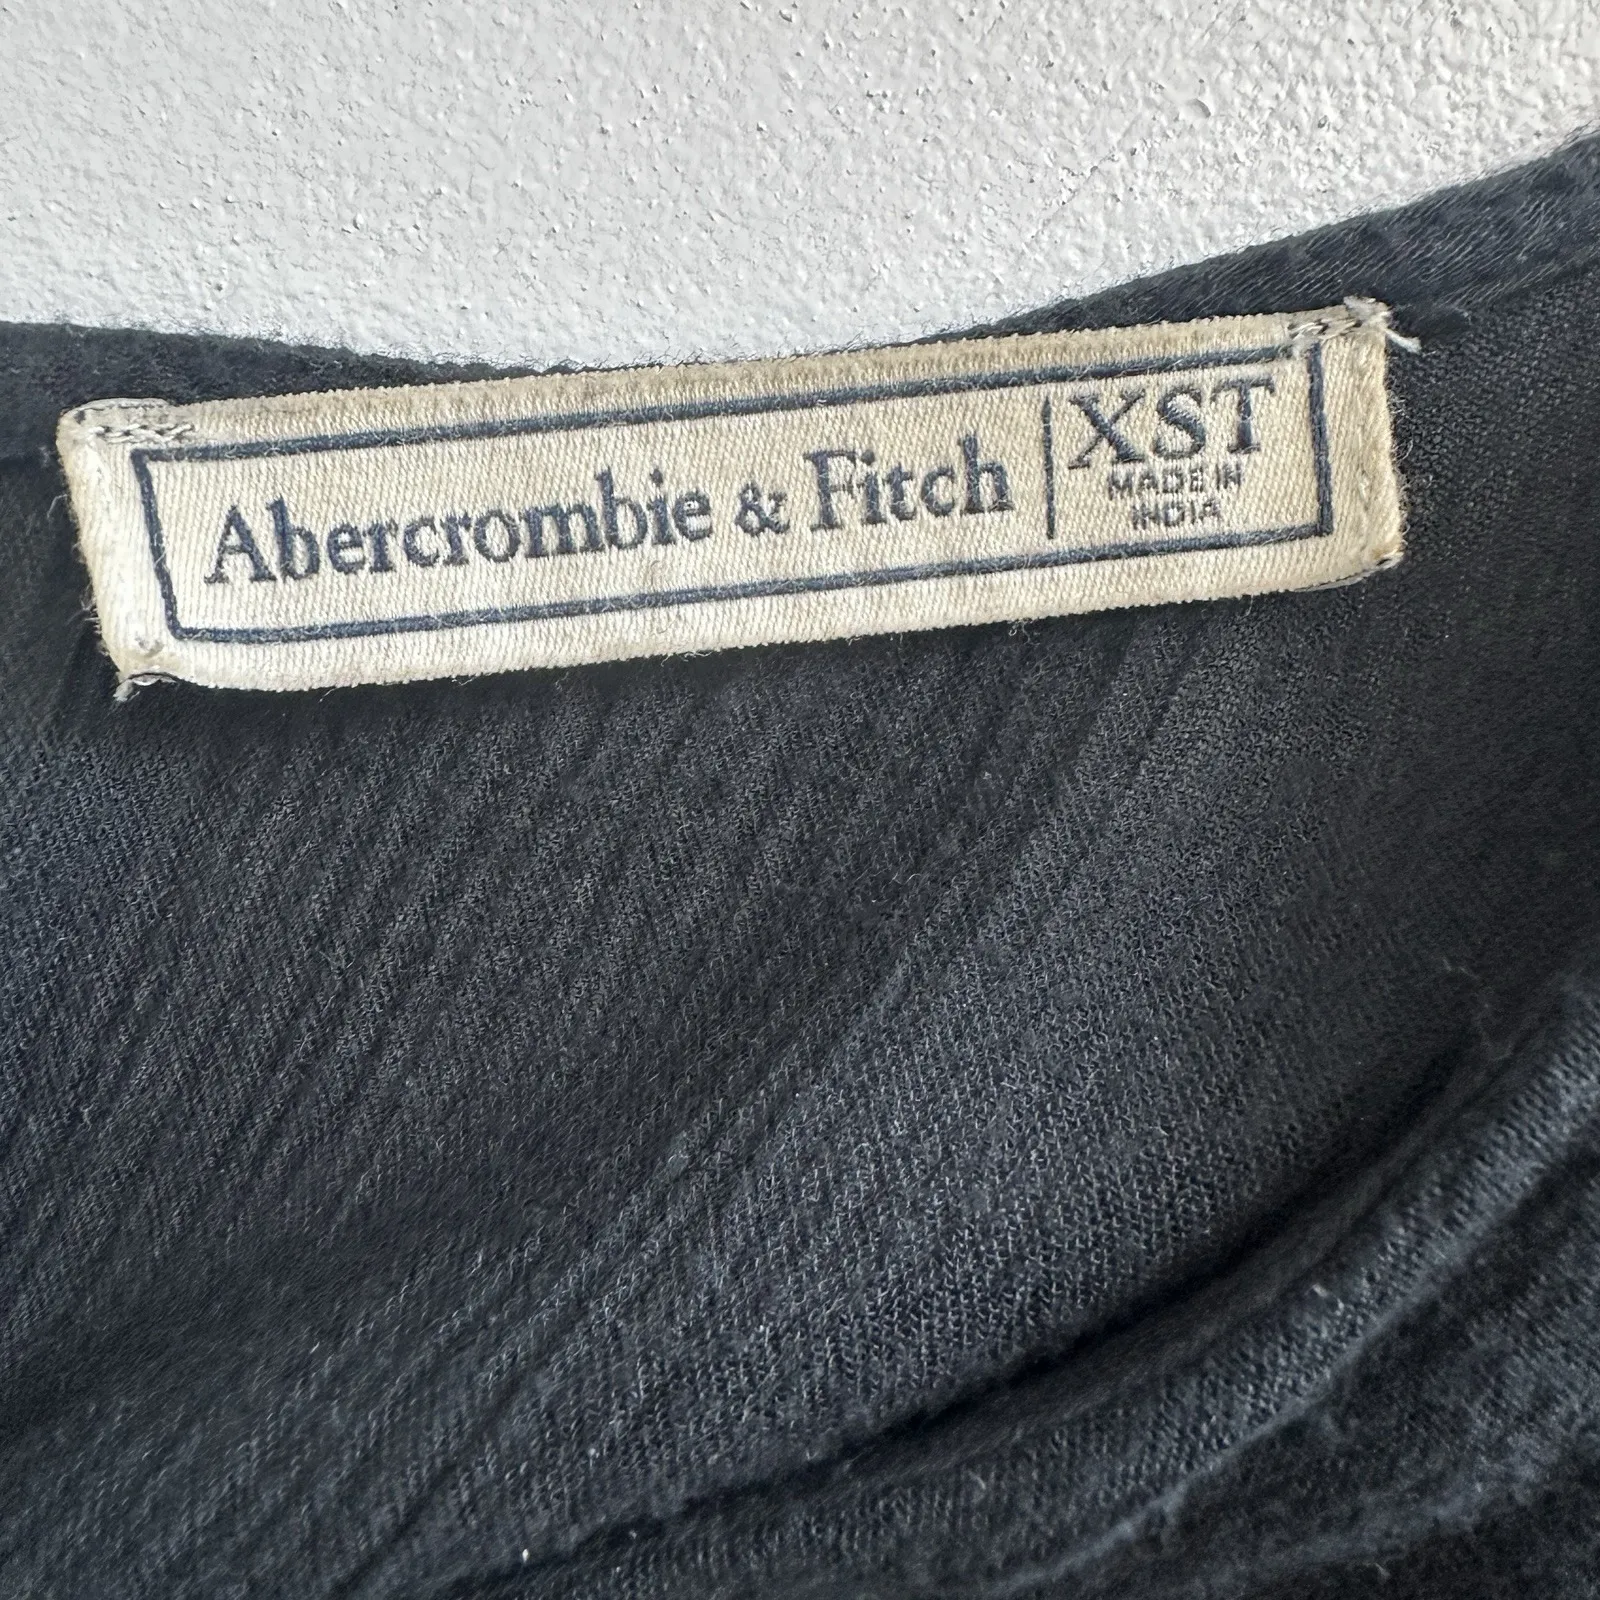 Abercrombie & Fitch
XST
MADE IN
INDIA